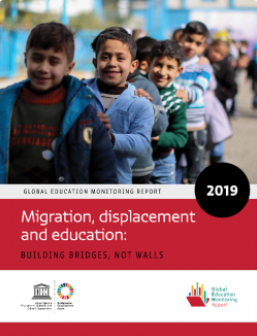 GLOBAL EDUCATION MONITORING REPORT
2019
Migration, displacement
and education:
BUILDING BRIDGES, NOT WALLS
Global
Education
Monitoring
Report